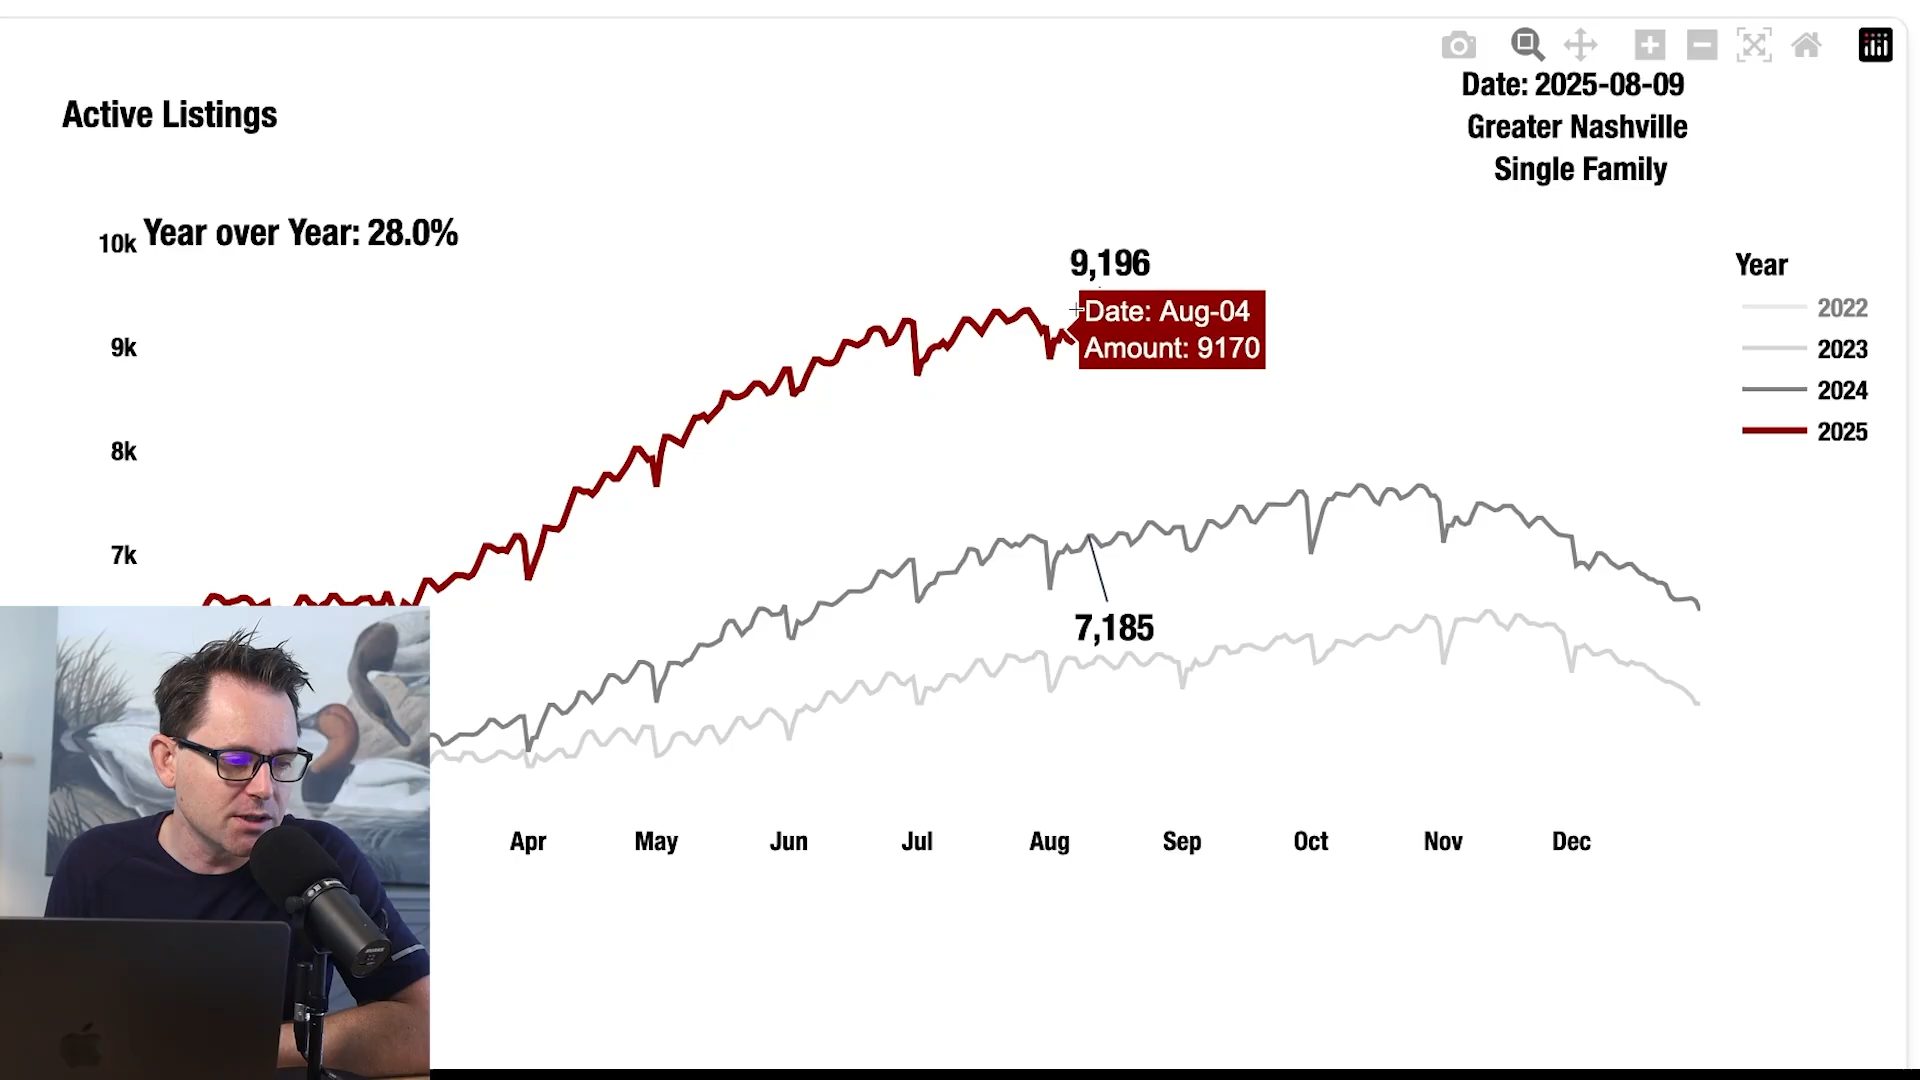 Date: 2025-08-09
Active Listings
Greater Nashville
Single Family
Year over Year: 28.0%
10k
9k
8k
7k
9,196
Date: Aug-04
Amount: 9170
7,185
Year
2022
2023
2024
2025
Apr
May
Jun
Jul
Aug
Sep
Oct
Nov
Dec